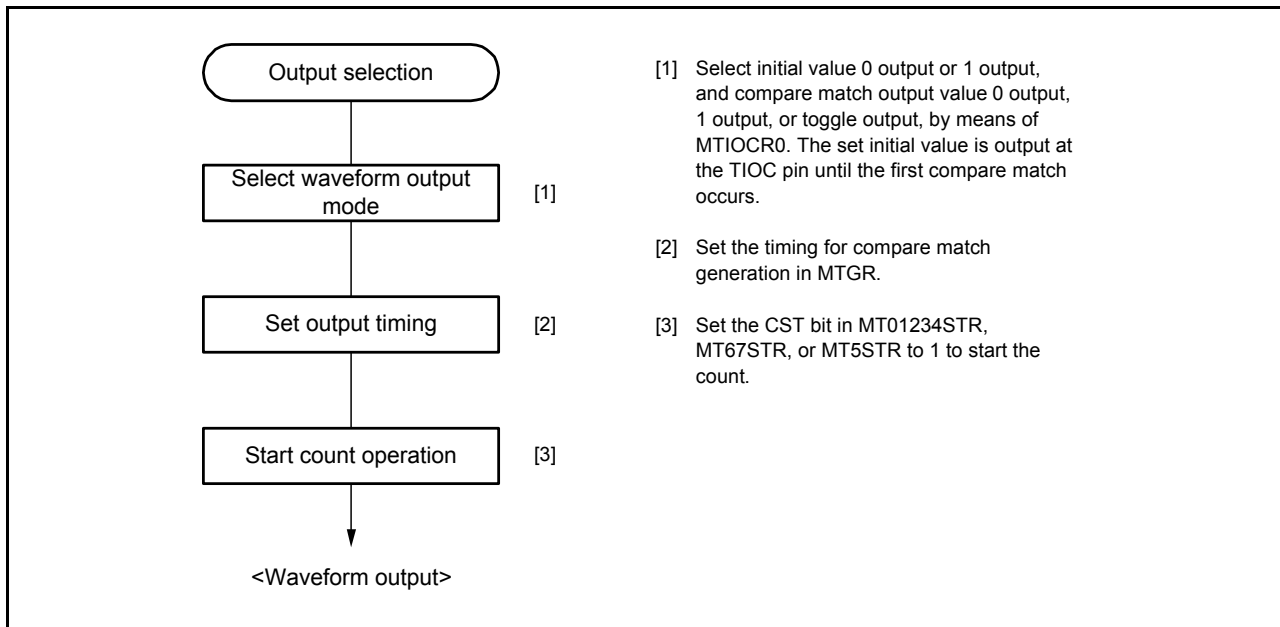 Output selection
Select waveform output
mode
[1]
Set output timing
[2]
Start count operation
[3]
<Waveform output>
[1] Select initial value 0 output or 1 output,
and compare match output value 0 output,
1 output, or toggle output, by means of
MTIOCR0. The set initial value is output at
the TIOC pin until the first compare match
occurs.
[2] Set the timing for compare match
generation in MTGR.
[3] Set the CST bit in MT01234STR,
MT67STR, or MT5STR to 1 to start the
count.